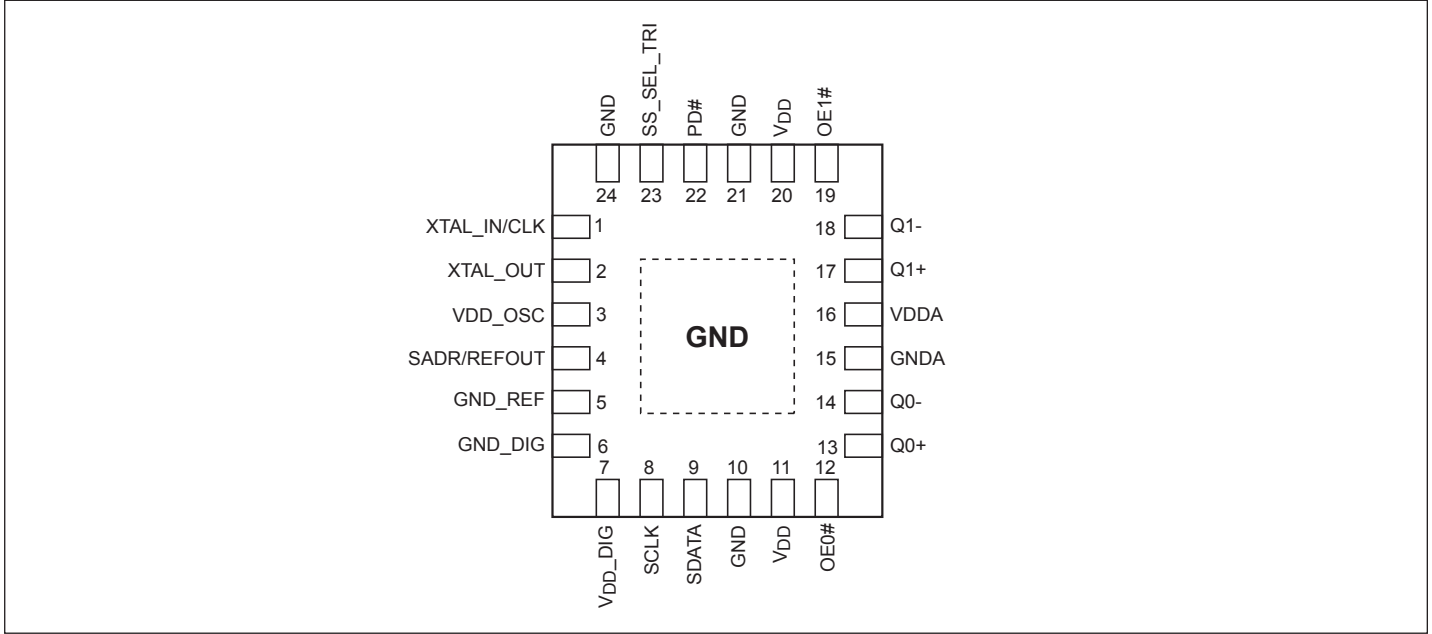 GND
SS_SEL_TRI
PD#
GND
VDD
OE1#
24
23
22
21
20
19
XTAL_IN/CLK
1
18
Q1-
XTAL_OUT
2
17
Q1+
VDD_OSC
3
16
VDDA
GND
SADR/REFOUT
4
15
GNDA
GND_REF
5
14
Q0-
GND_DIG
6
13
Q0+
7
8
9
10
11
12
VDD_DIG
SCLK
SDATA
GND
VDD
OE0#